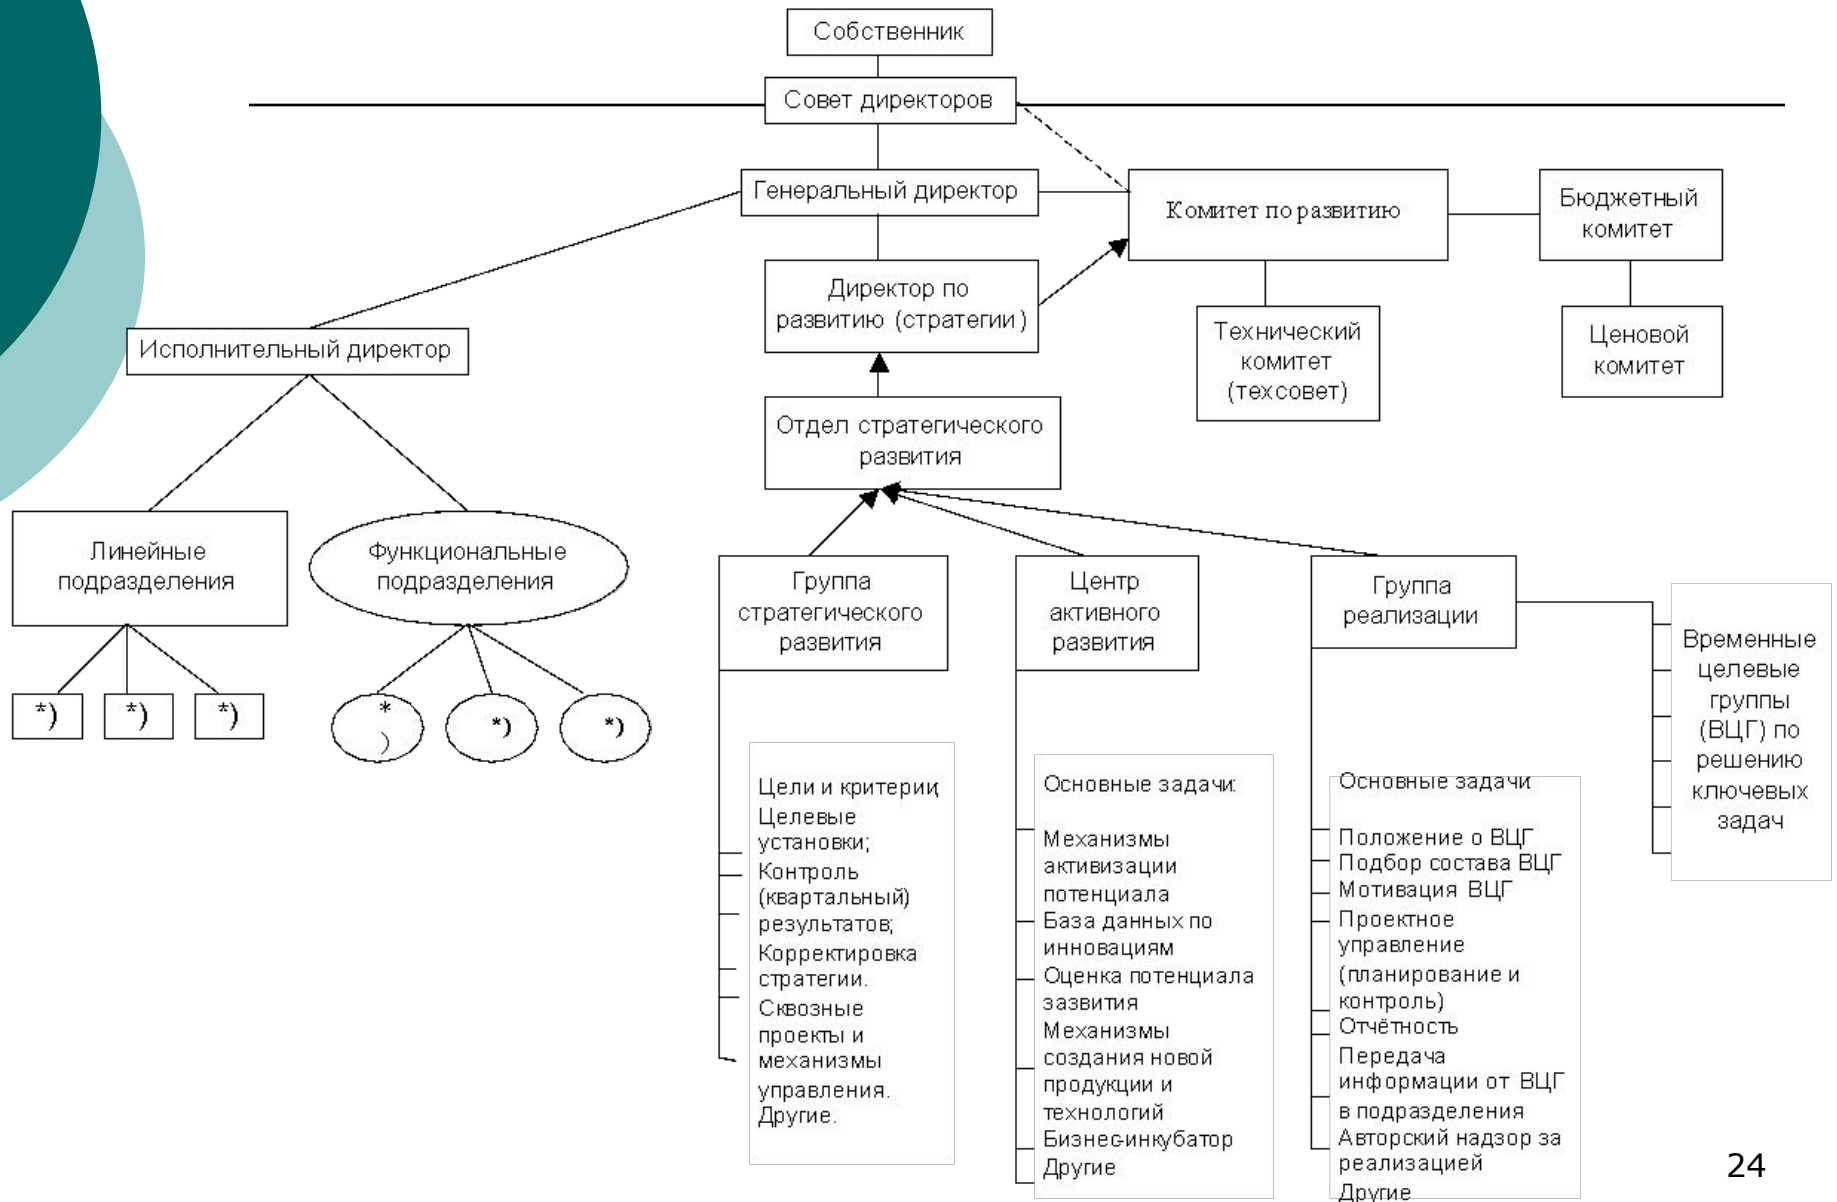 Собственник
Совет директоров
Генеральный директор
Комитет по развитию
Бюджетный
комитет
Директор по
развитию (стратегии)
Технический
комитет
(техсовет)
Ценовой
комитет
Исполнительный директор
Отдел стратегического
развития
Линейные
подразделения
Функциональные
подразделения
*)
*)
*)
*
)
*)
*)
Группа
стратегического
развития
Центр
активного
развития
Группа
реализации
Временные
целевые
группы
(ВЦГ) по
решению
ключевых
задач
Цели и критерии;
Целевые
установки;
Контроль
(квартальный)
результатов;
Корректировка
стратегии.
Сквозные
проекты и
механизмы
управления.
Другие.
Основные задачи:
Механизмы
активизации
потенциала
База данных по
инновациям
Оценка потенциала
зазвития
Механизмы
создания новой
продукции и
технологий
Бизнес-инкубатор
Другие
Основные задачи
Положение о ВЦГ
Подбор состава ВЦГ
Мотивация ВЦГ
Проектное
управление
(планирование и
контроль)
Отчётность
Передача
информации от ВЦГ
в подразделения
Авторский надзор за
реализацией
Другие
24